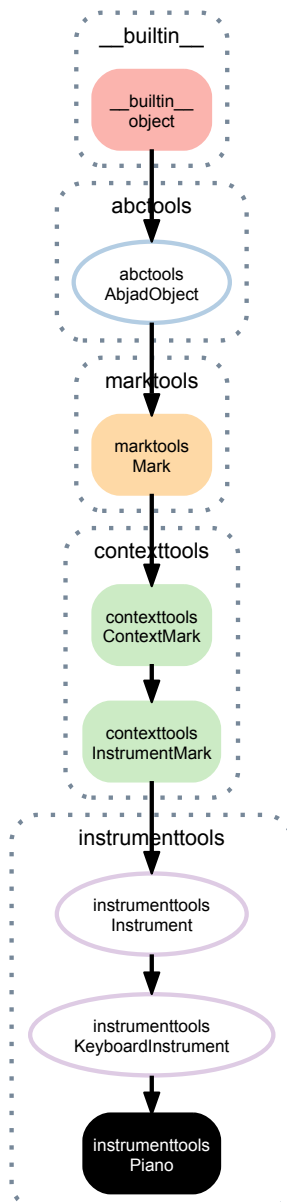 __builtin__
__builtin__
object
abctools
abctools
AbjadObject
marktools
marktools
Mark
contexttools
contexttools
ContextMark
contexttools
InstrumentMark
instrumenttools
instrumenttools
Instrument
instrumenttools
KeyboardInstrument
instrumenttools
Piano